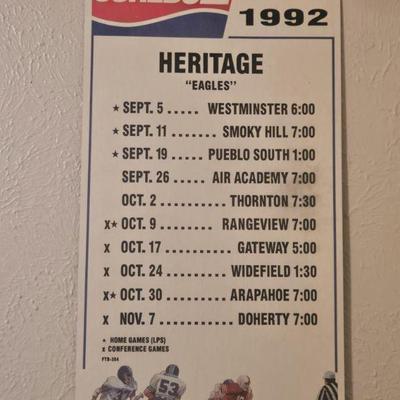 SCHEDULE
1992
HERITAGE
"EAGLES"
★ SEPT. 5 ..... WESTMINSTER 6:00
★ SEPT. 11 ....... SMOKY HILL 7:00
★ SEPT. 19 ..... PUEBLO SOUTH 1:00
SEPT. 26 ..... AIR ACADEMY 7:00
OCT. 2 ........... THORNTON 7:30
x★ OCT. 9 ......... RANGEVIEW 7:00
x OCT. 17 .......... GATEWAY 5:00
x OCT. 24 ......... WIDEFIELD 1:30
x★ OCT. 30 ........ ARAPAHOE 7:00
x NOV. 7 .......... DOHERTY 7:00
★ HOME GAMES (LPS)
x CONFERENCE GAMES
FTB-304
53